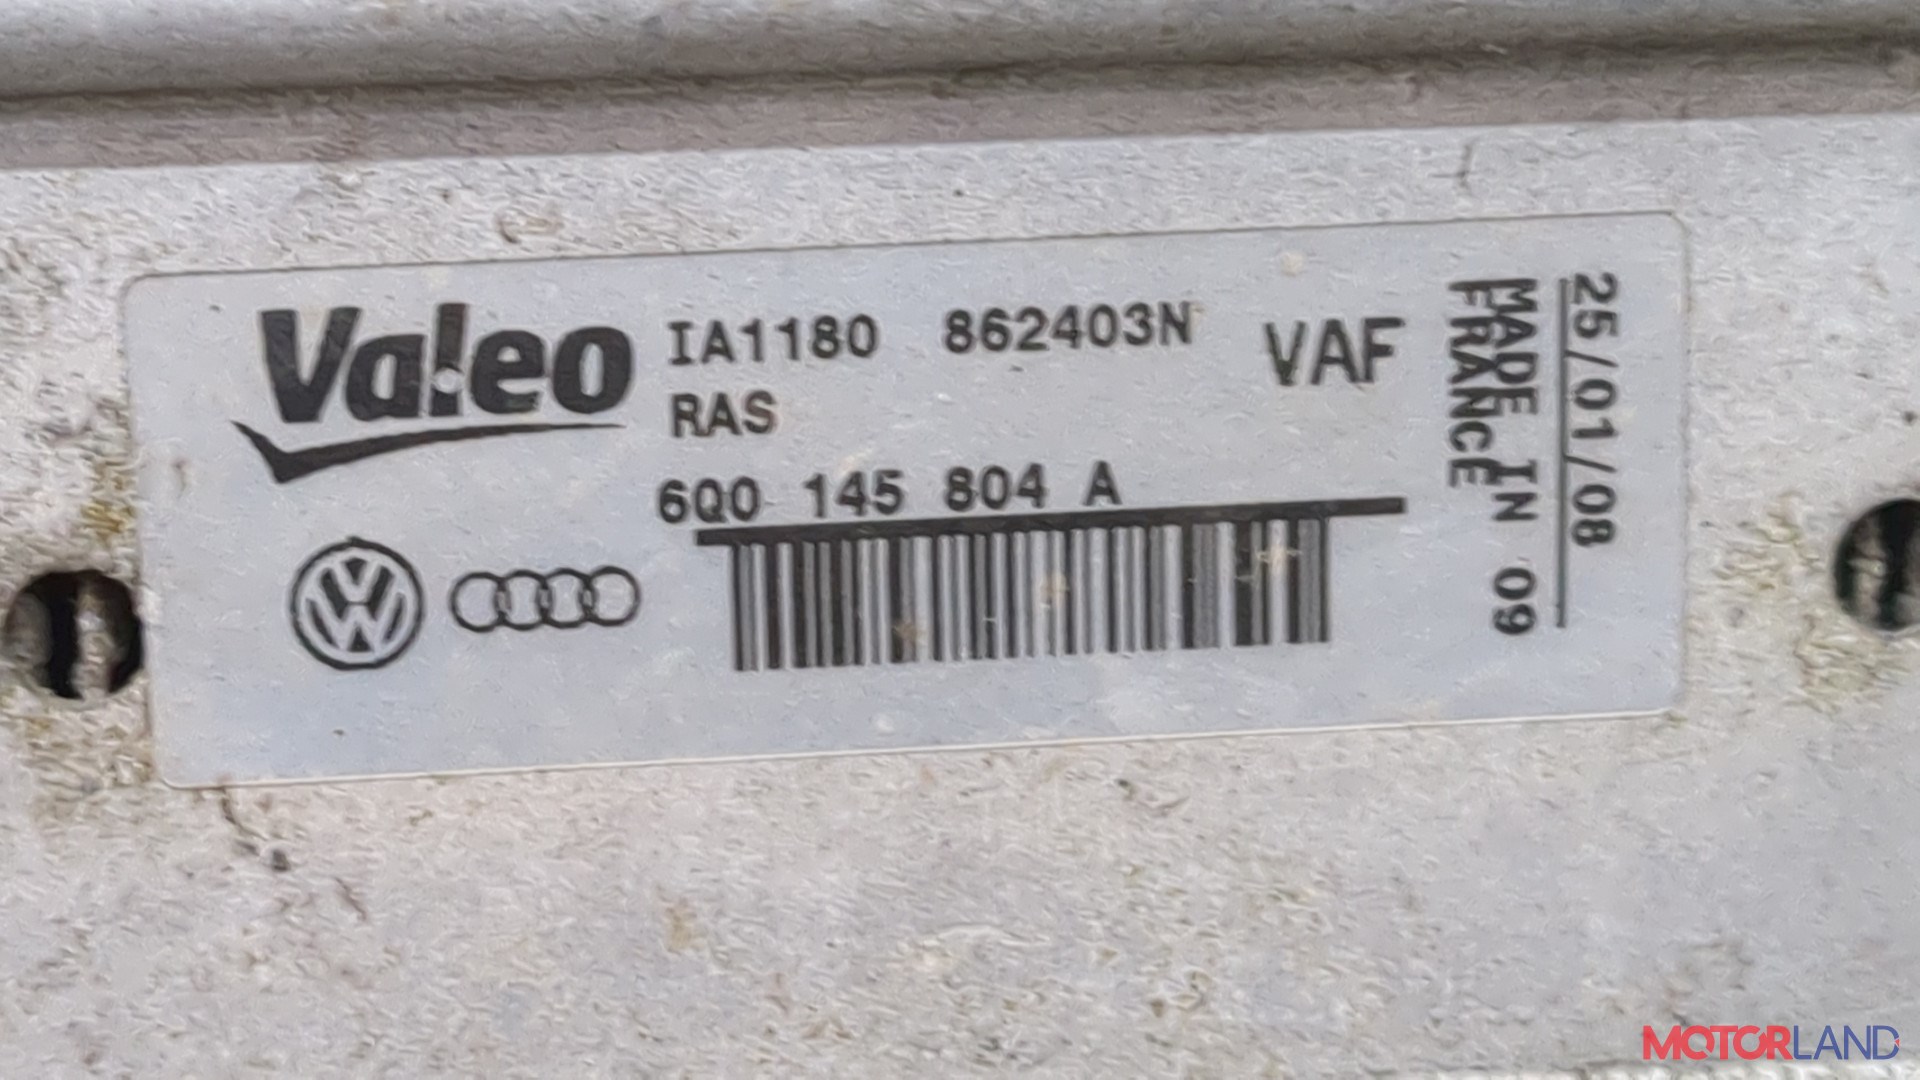 Valeo
IA1180 862403N
RAS
VAF
6Q0 145 804 A
25/01/08
MADE IN 09
FRANCE
MOTORLAND